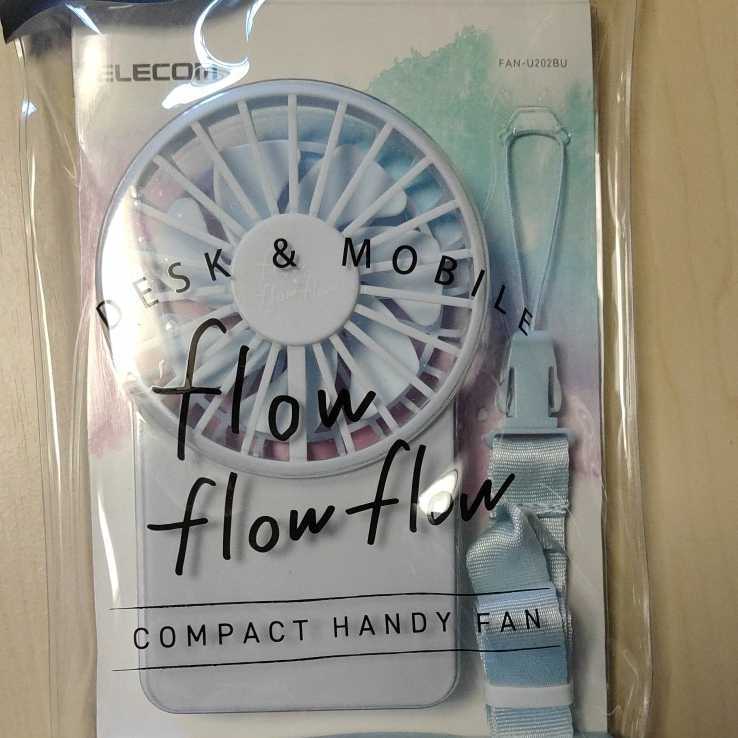 ELECOM
FAN-U202BU
DESK & MOBILE
flow
flowflow
COMPACT HANDY FAN